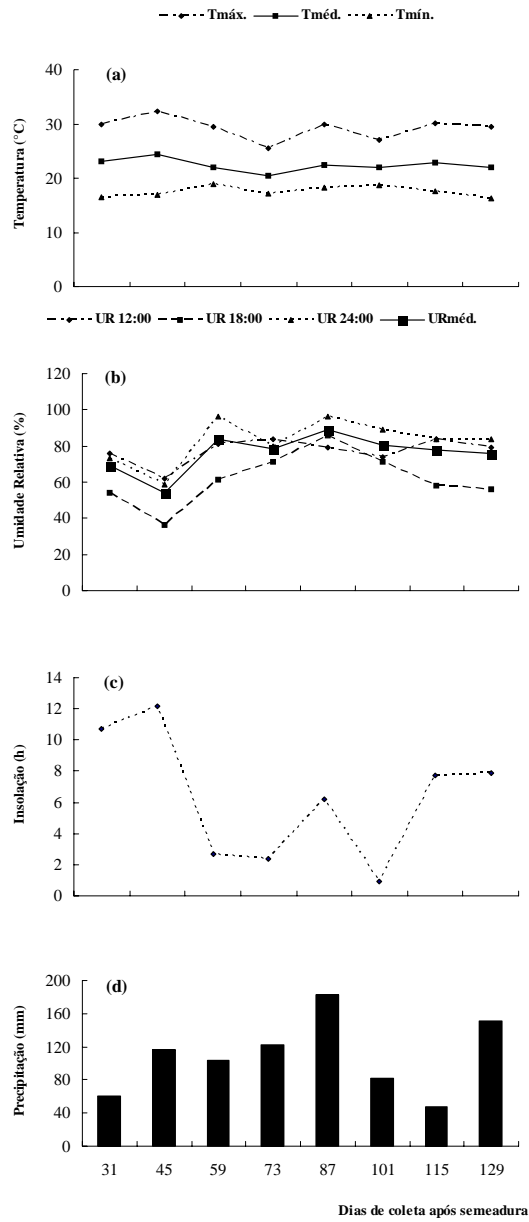 Tmáx. Tméd. Tmín.
(a)
Temperatura (°C)
40
30
20
10
0
UR 12:00 UR 18:00 UR 24:00 URméd.
(b)
Umidade Relativa (%)
120
100
80
60
40
20
0
(c)
Insolação (h)
14
12
10
8
6
4
2
0
(d)
Precipitação (mm)
200
160
120
80
40
0
31 45 59 73 87 101 115 129
Dias de coleta após semeadura